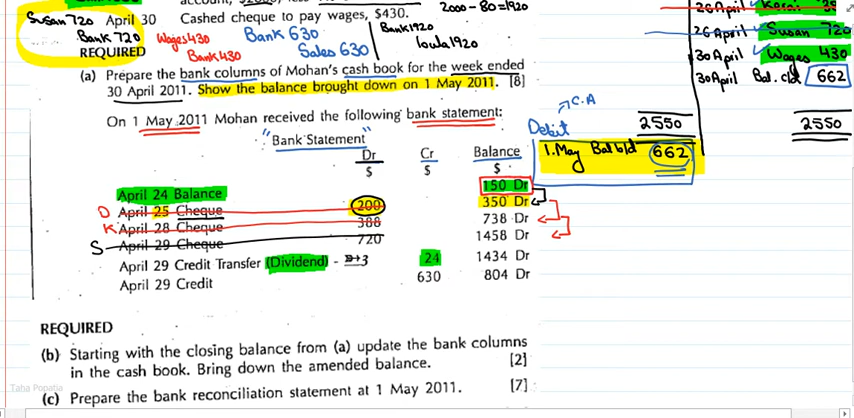 Susan 720 April 30 Cashed cheque to pay wages, $430.
2000 - 80 = 1920
Bank 720 Wages 430 Bank 630 Bank 1920
Bank 430 Sales 630 loula 1920
REQUIRED
(a) Prepare the bank columns of Mohan's cash book for the week ended
30 April 2011. Show the balance brought down on 1 May 2011. [8]
On 1 May 2011 Mohan received the following bank statement:
"Bank Statement"
Dr Cr Balance
$ $ $
April 24 Balance 150 Dr
D April 25 Cheque 200 350 Dr
K April 28 Cheque 388 738 Dr
S April 29 Cheque 720 1458 Dr
April 29 Credit Transfer (Dividend) - 24 1434 Dr
April 29 Credit 630 804 Dr
REQUIRED
(b) Starting with the closing balance from (a) update the bank columns
in the cash book. Bring down the amended balance. [2]
(c) Prepare the bank reconciliation statement at 1 May 2011. [7]
Taha Popatia
26 April
26 April Susan 720
30 April Wages 430
30 April Bal. c/d 662
2550 2550
Debit → C.A
1. May Bal b/d 662